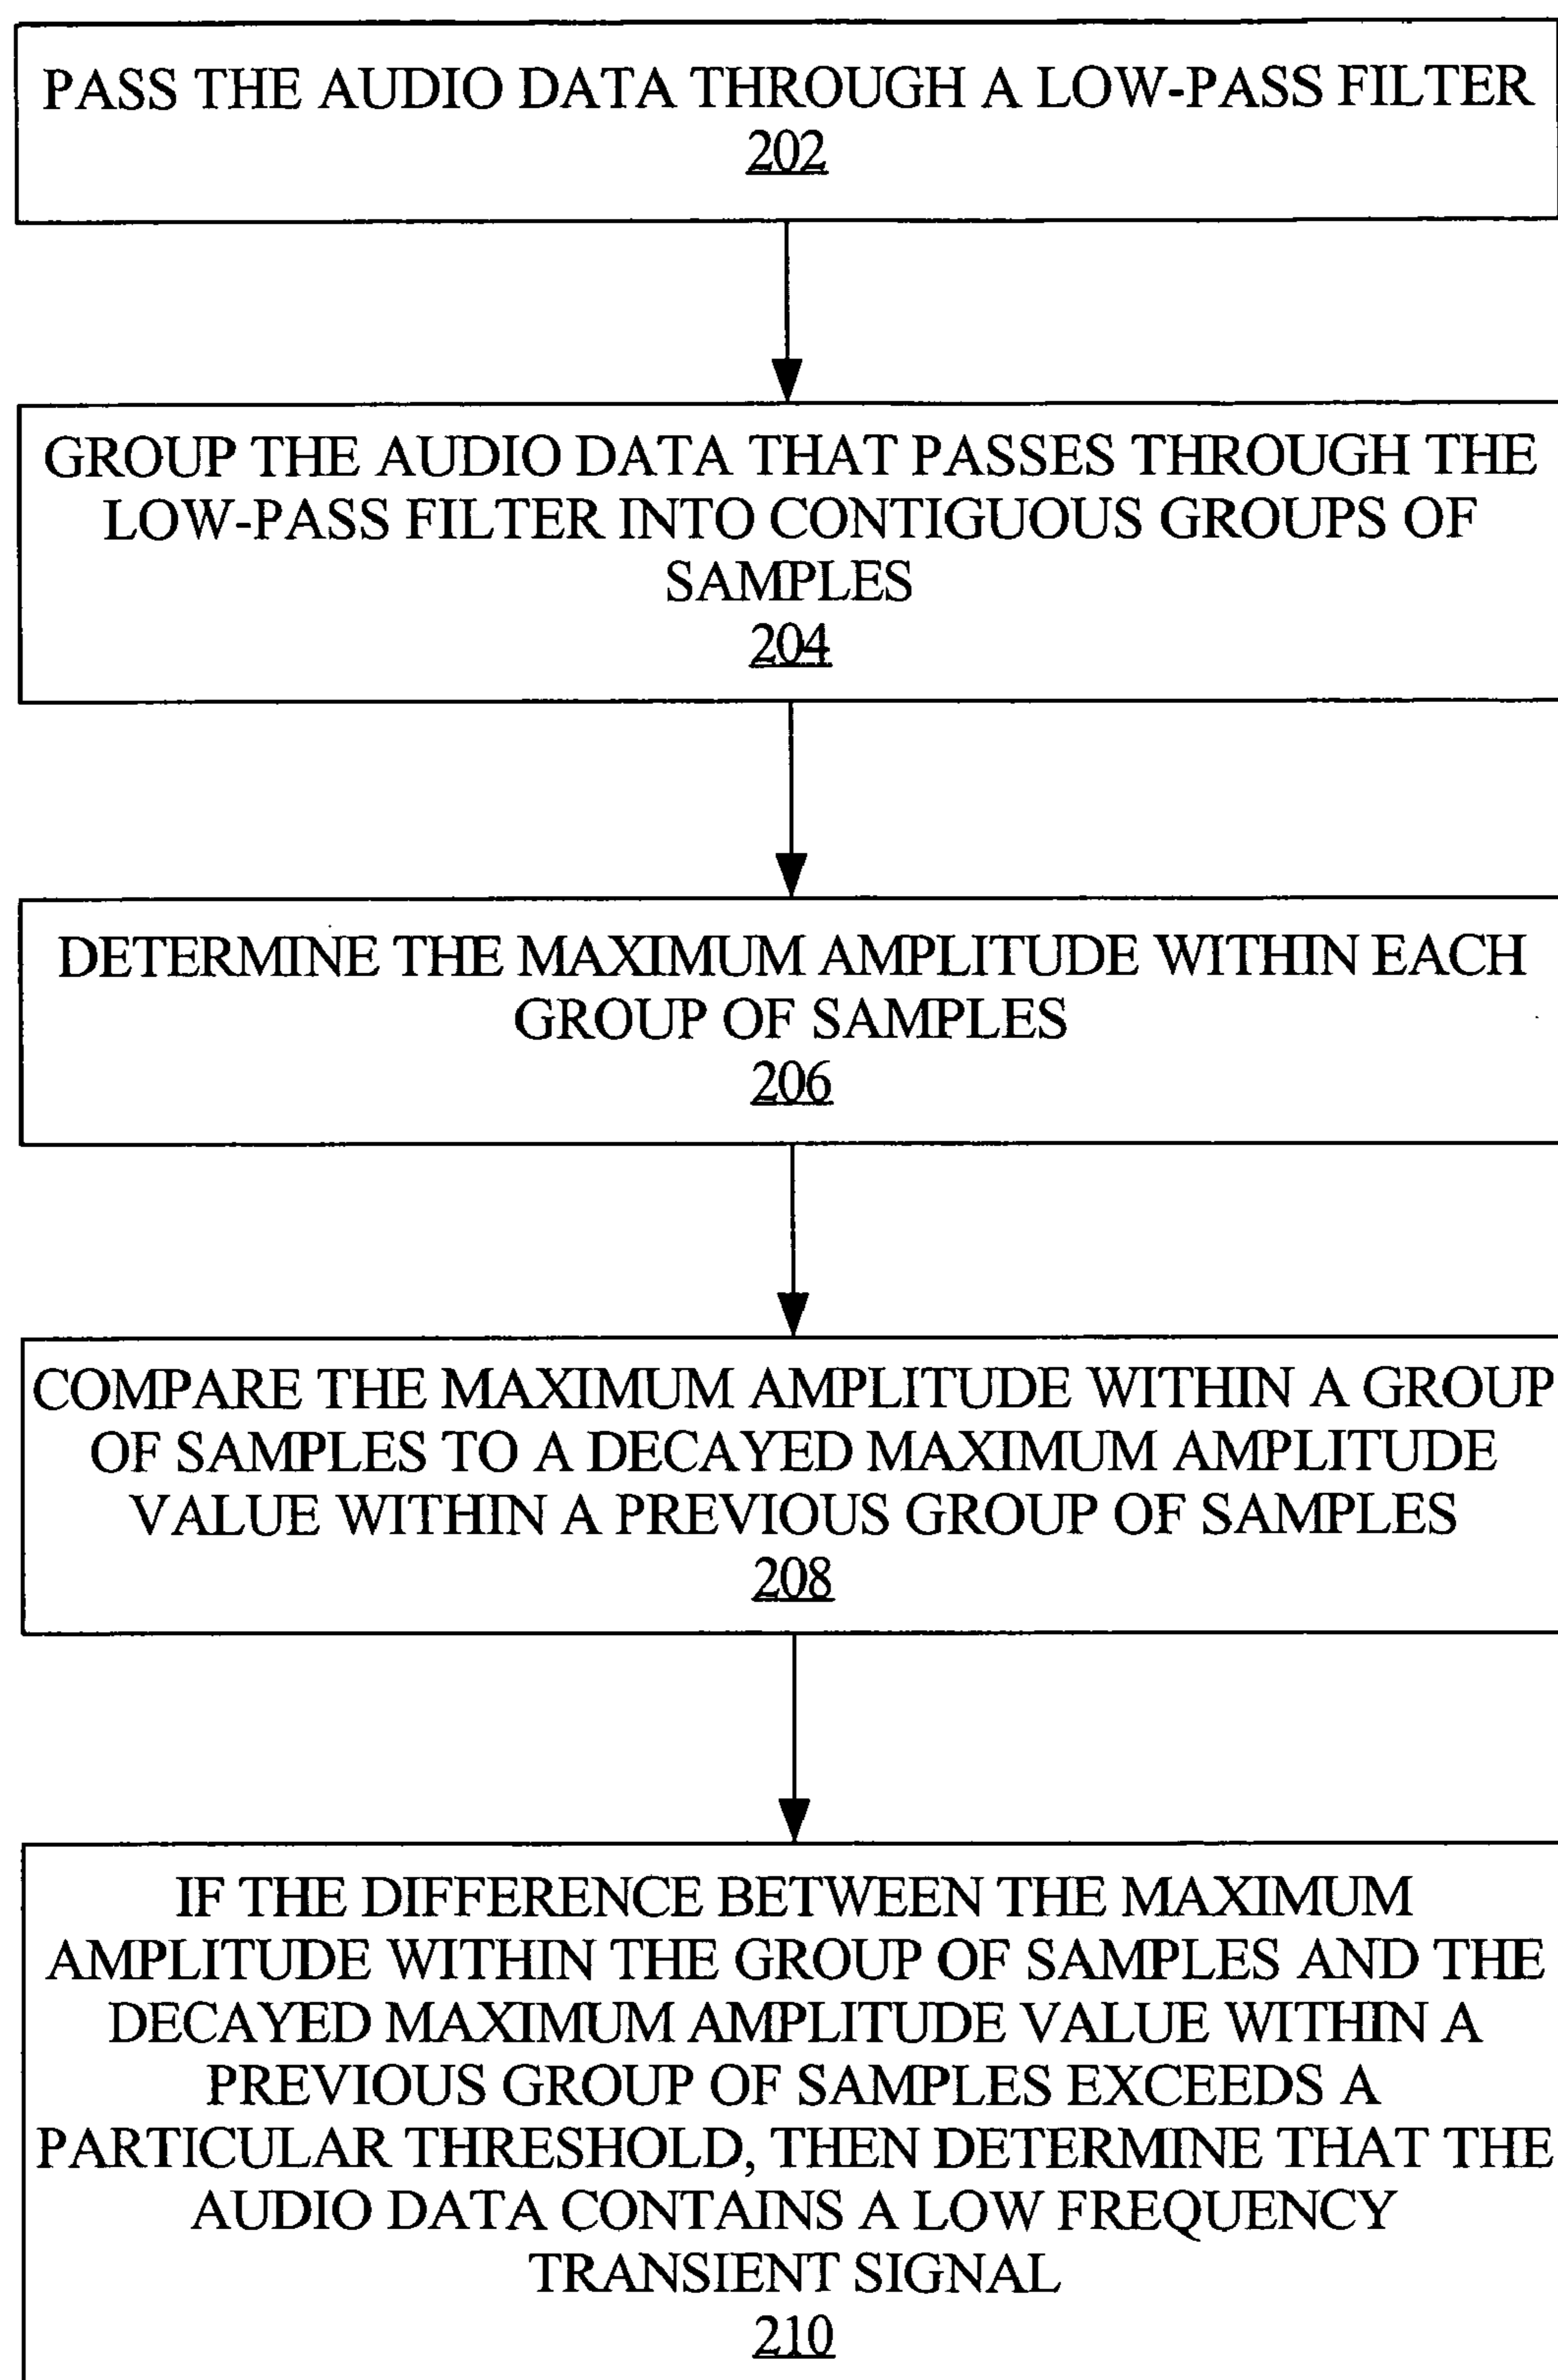 PASS THE AUDIO DATA THROUGH A LOW-PASS FILTER
202
GROUP THE AUDIO DATA THAT PASSES THROUGH THE
LOW-PASS FILTER INTO CONTIGUOUS GROUPS OF
SAMPLES
204
DETERMINE THE MAXIMUM AMPLITUDE WITHIN EACH
GROUP OF SAMPLES
206
COMPARE THE MAXIMUM AMPLITUDE WITHIN A GROUP
OF SAMPLES TO A DECAYED MAXIMUM AMPLITUDE
VALUE WITHIN A PREVIOUS GROUP OF SAMPLES
208
IF THE DIFFERENCE BETWEEN THE MAXIMUM
AMPLITUDE WITHIN THE GROUP OF SAMPLES AND THE
DECAYED MAXIMUM AMPLITUDE VALUE WITHIN A
PREVIOUS GROUP OF SAMPLES EXCEEDS A
PARTICULAR THRESHOLD, THEN DETERMINE THAT THE
AUDIO DATA CONTAINS A LOW FREQUENCY
TRANSIENT SIGNAL
210